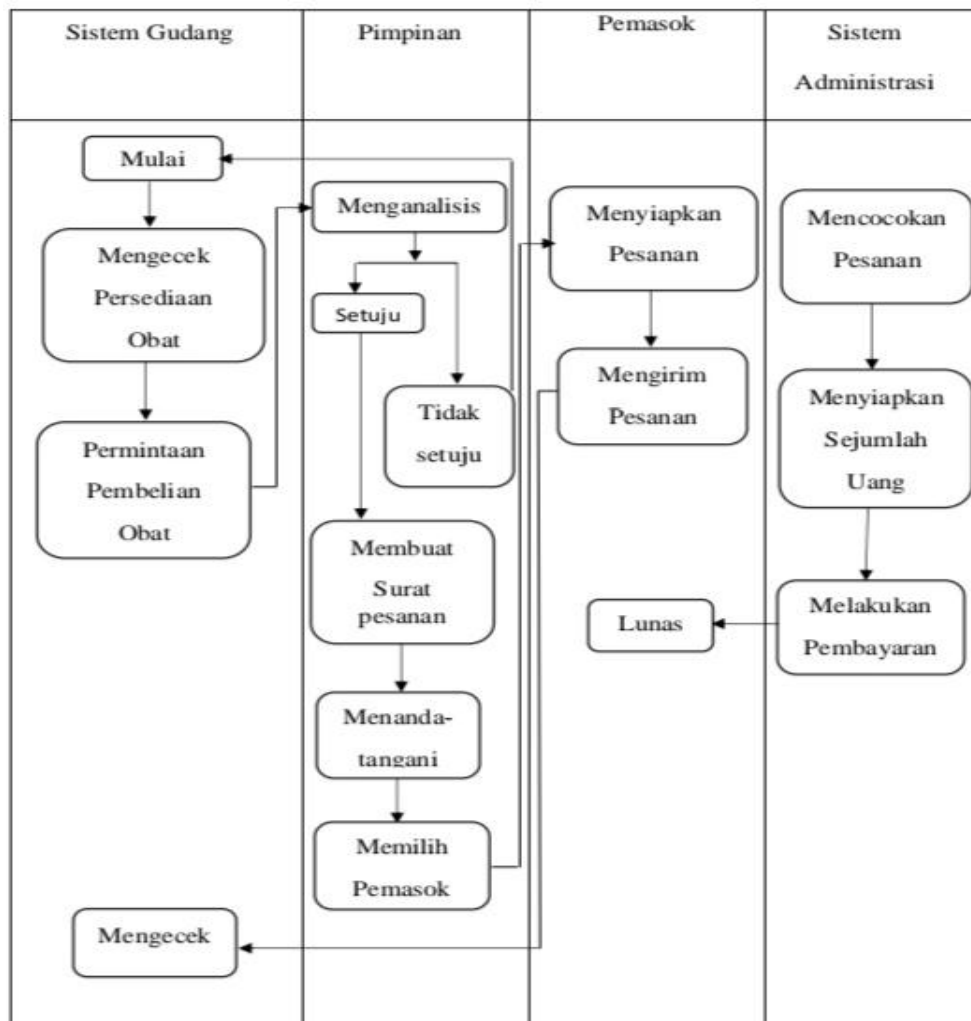 Sistem Gudang
Pimpinan
Pemasok
Sistem
Administrasi
Mulai
Mengecek
Persediaan
Obat
Permintaan
Pembelian
Obat
Mengecek
Menganalisis
Setuju
Tidak
setuju
Membuat
Surat
pesanan
Menanda-
tangani
Memilih
Pemasok
Menyiapkan
Pesanan
Mengirim
Pesanan
Lunas
Mencocokan
Pesanan
Menyiapkan
Sejumlah
Uang
Melakukan
Pembayaran